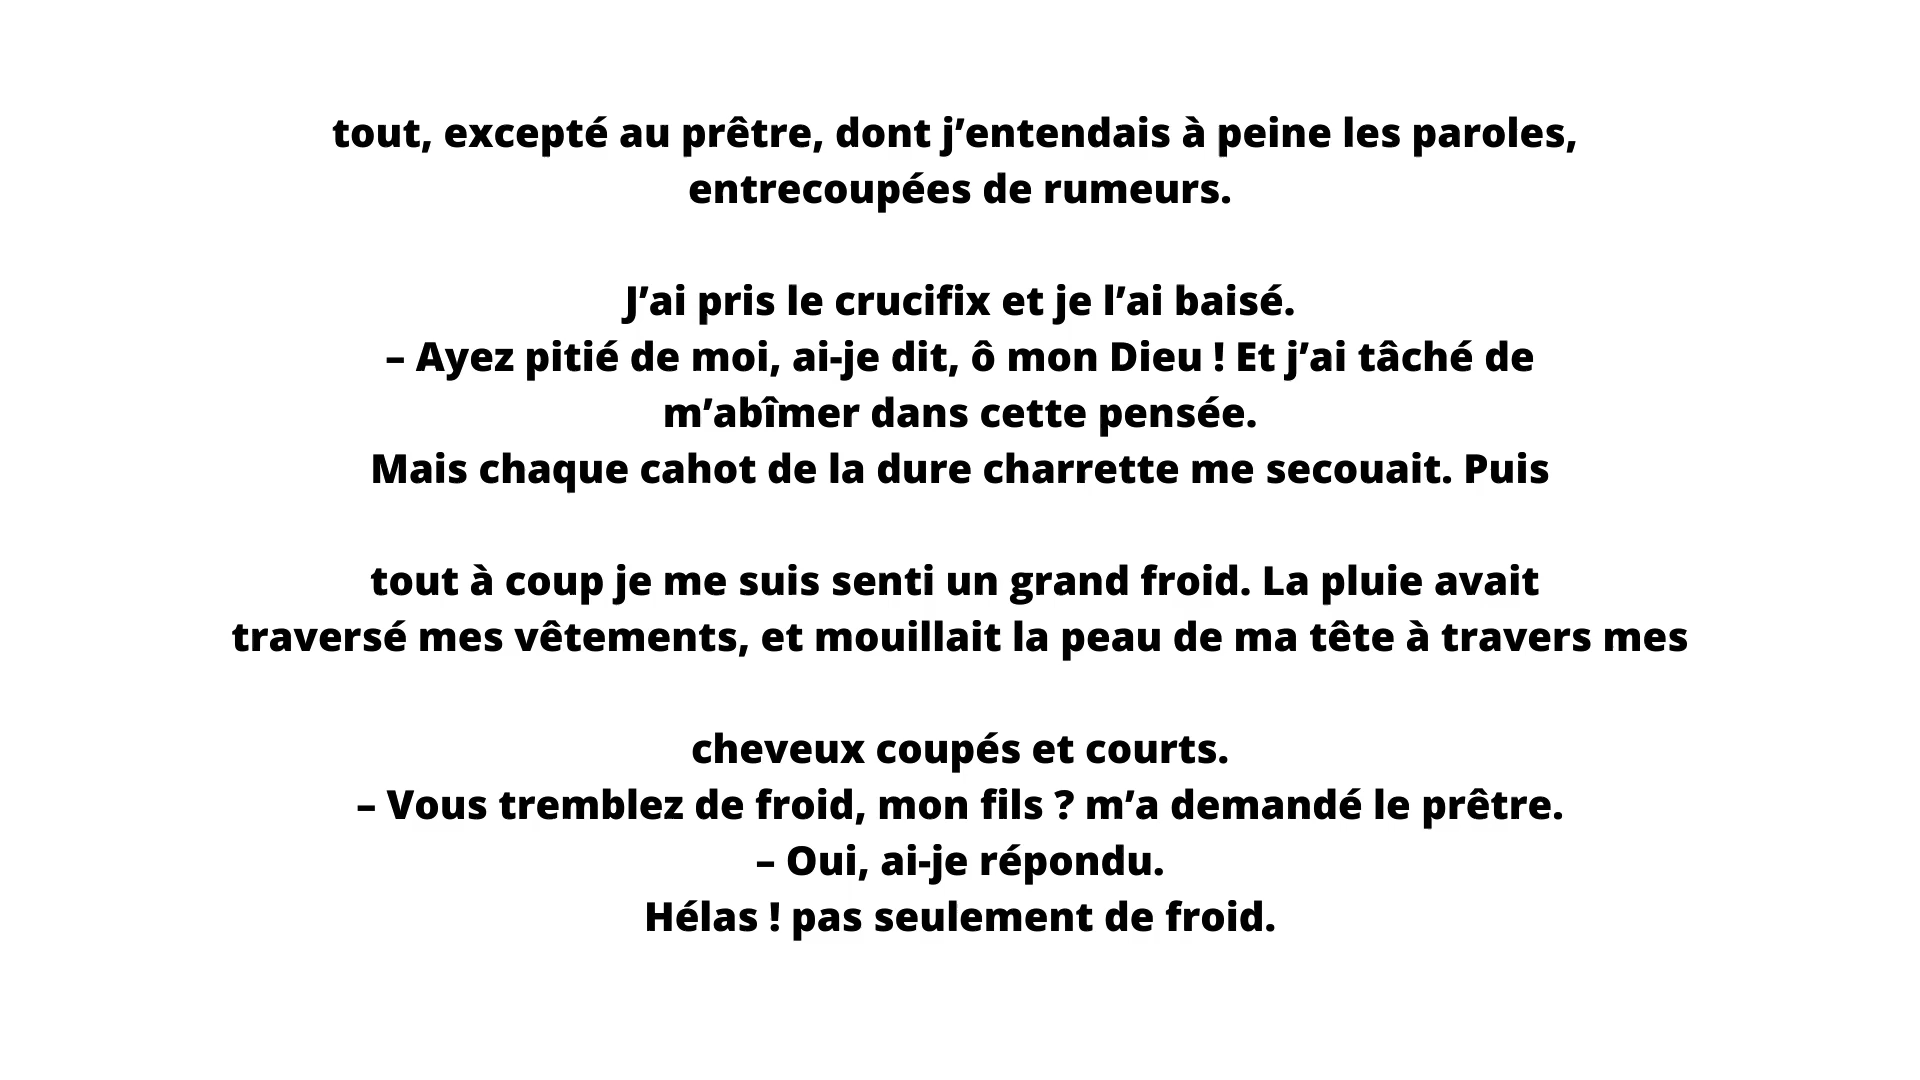 tout, excepté au prêtre, dont j’entendais à peine les paroles,
entrecoupées de rumeurs.
J’ai pris le crucifix et je l’ai baisé.
– Ayez pitié de moi, ai-je dit, ô mon Dieu ! Et j’ai tâché de
m’abîmer dans cette pensée.
Mais chaque cahot de la dure charrette me secouait. Puis
tout à coup je me suis senti un grand froid. La pluie avait
traversé mes vêtements, et mouillait la peau de ma tête à travers mes
cheveux coupés et courts.
– Vous tremblez de froid, mon fils ? m’a demandé le prêtre.
– Oui, ai-je répondu.
Hélas ! pas seulement de froid.